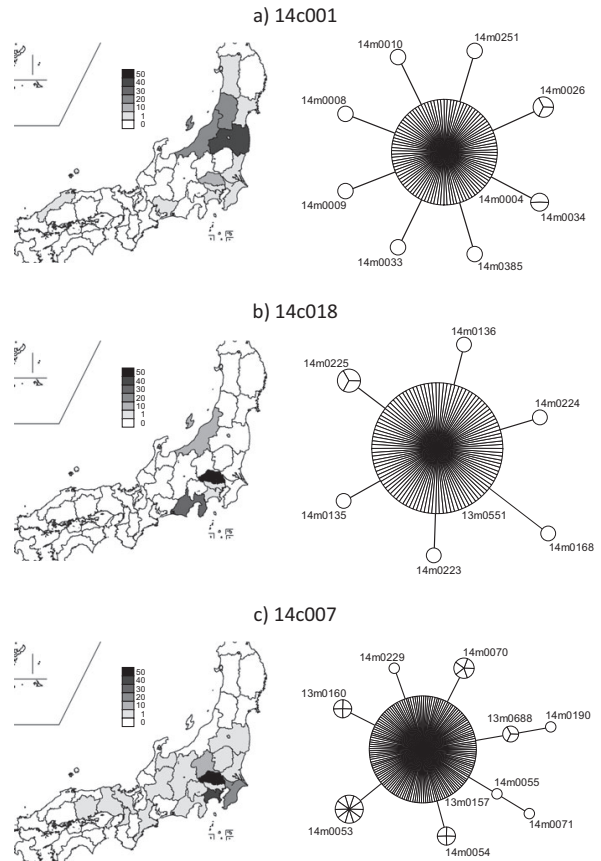 a) 14c001
50
40
30
20
10
1
0
14m0010
14m0251
14m0008
14m0026
14m0009
14m0004
14m0034
14m0033
14m0385
b) 14c018
50
40
30
20
10
1
0
14m0136
14m0225
14m0224
14m0135
13m0551
14m0168
14m0223
c) 14c007
50
40
30
20
10
1
0
14m0229
14m0070
13m0160
13m0688
14m0190
14m0055
13m0157
14m0053
14m0071
14m0054